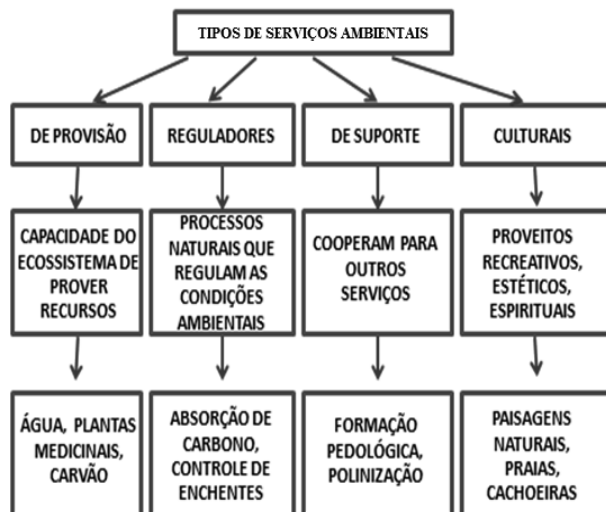 TIPOS DE SERVIÇOS AMBIENTAIS
DE PROVISÃO
REGULADORES
DE SUPORTE
CULTURAIS
CAPACIDADE DO
ECOSSISTEMA DE
PROVER
RECURSOS
PROCESSOS
NATURAIS QUE
REGULAM AS
CONDIÇÕES
AMBIENTAIS
COOPERAM PARA
OUTROS
SERVIÇOS
PROVEITOS
RECREATIVOS,
ESTÉTICOS,
ESPIRITUAIS
ÁGUA, PLANTAS
MEDICINAIS,
CARVÃO
ABSORÇÃO DE
CARBONO,
CONTROLE DE
ENCHENTES
FORMAÇÃO
PEDOLÓGICA,
POLINIZAÇÃO
PAISAGENS
NATURAIS,
PRAIAS,
CACHOEIRAS